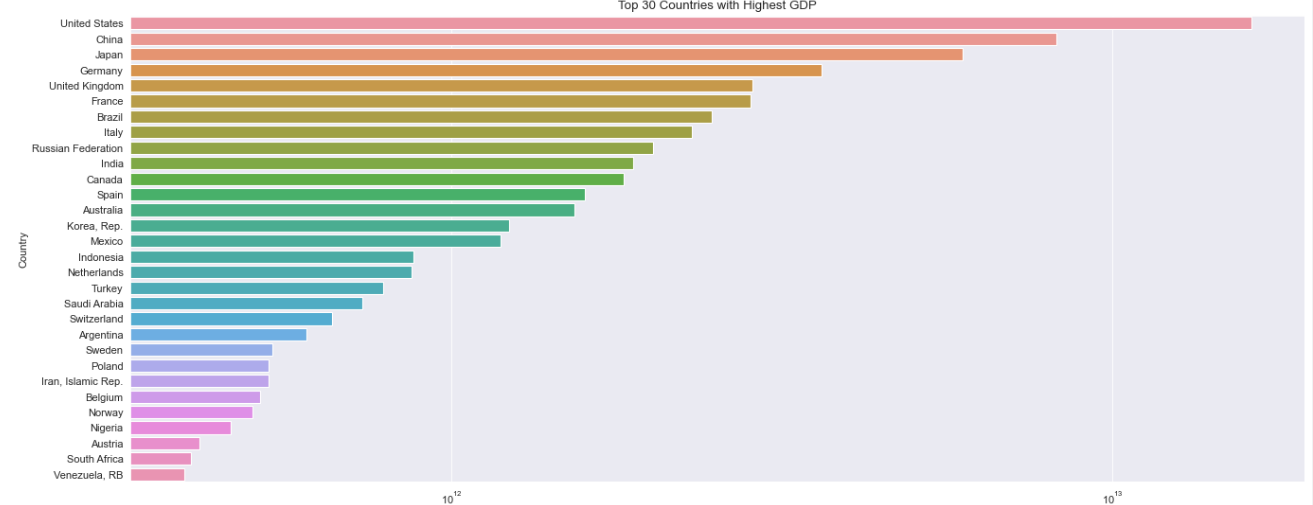 Top 30 Countries with Highest GDP
United States
China
Japan
Germany
United Kingdom
France
Brazil
Italy
Russian Federation
India
Canada
Spain
Australia
Korea, Rep.
Mexico
Country
Indonesia
Netherlands
Turkey
Saudi Arabia
Switzerland
Argentina
Sweden
Poland
Iran, Islamic Rep.
Belgium
Norway
Nigeria
Austria
South Africa
Venezuela, RB
10¹²
10¹³